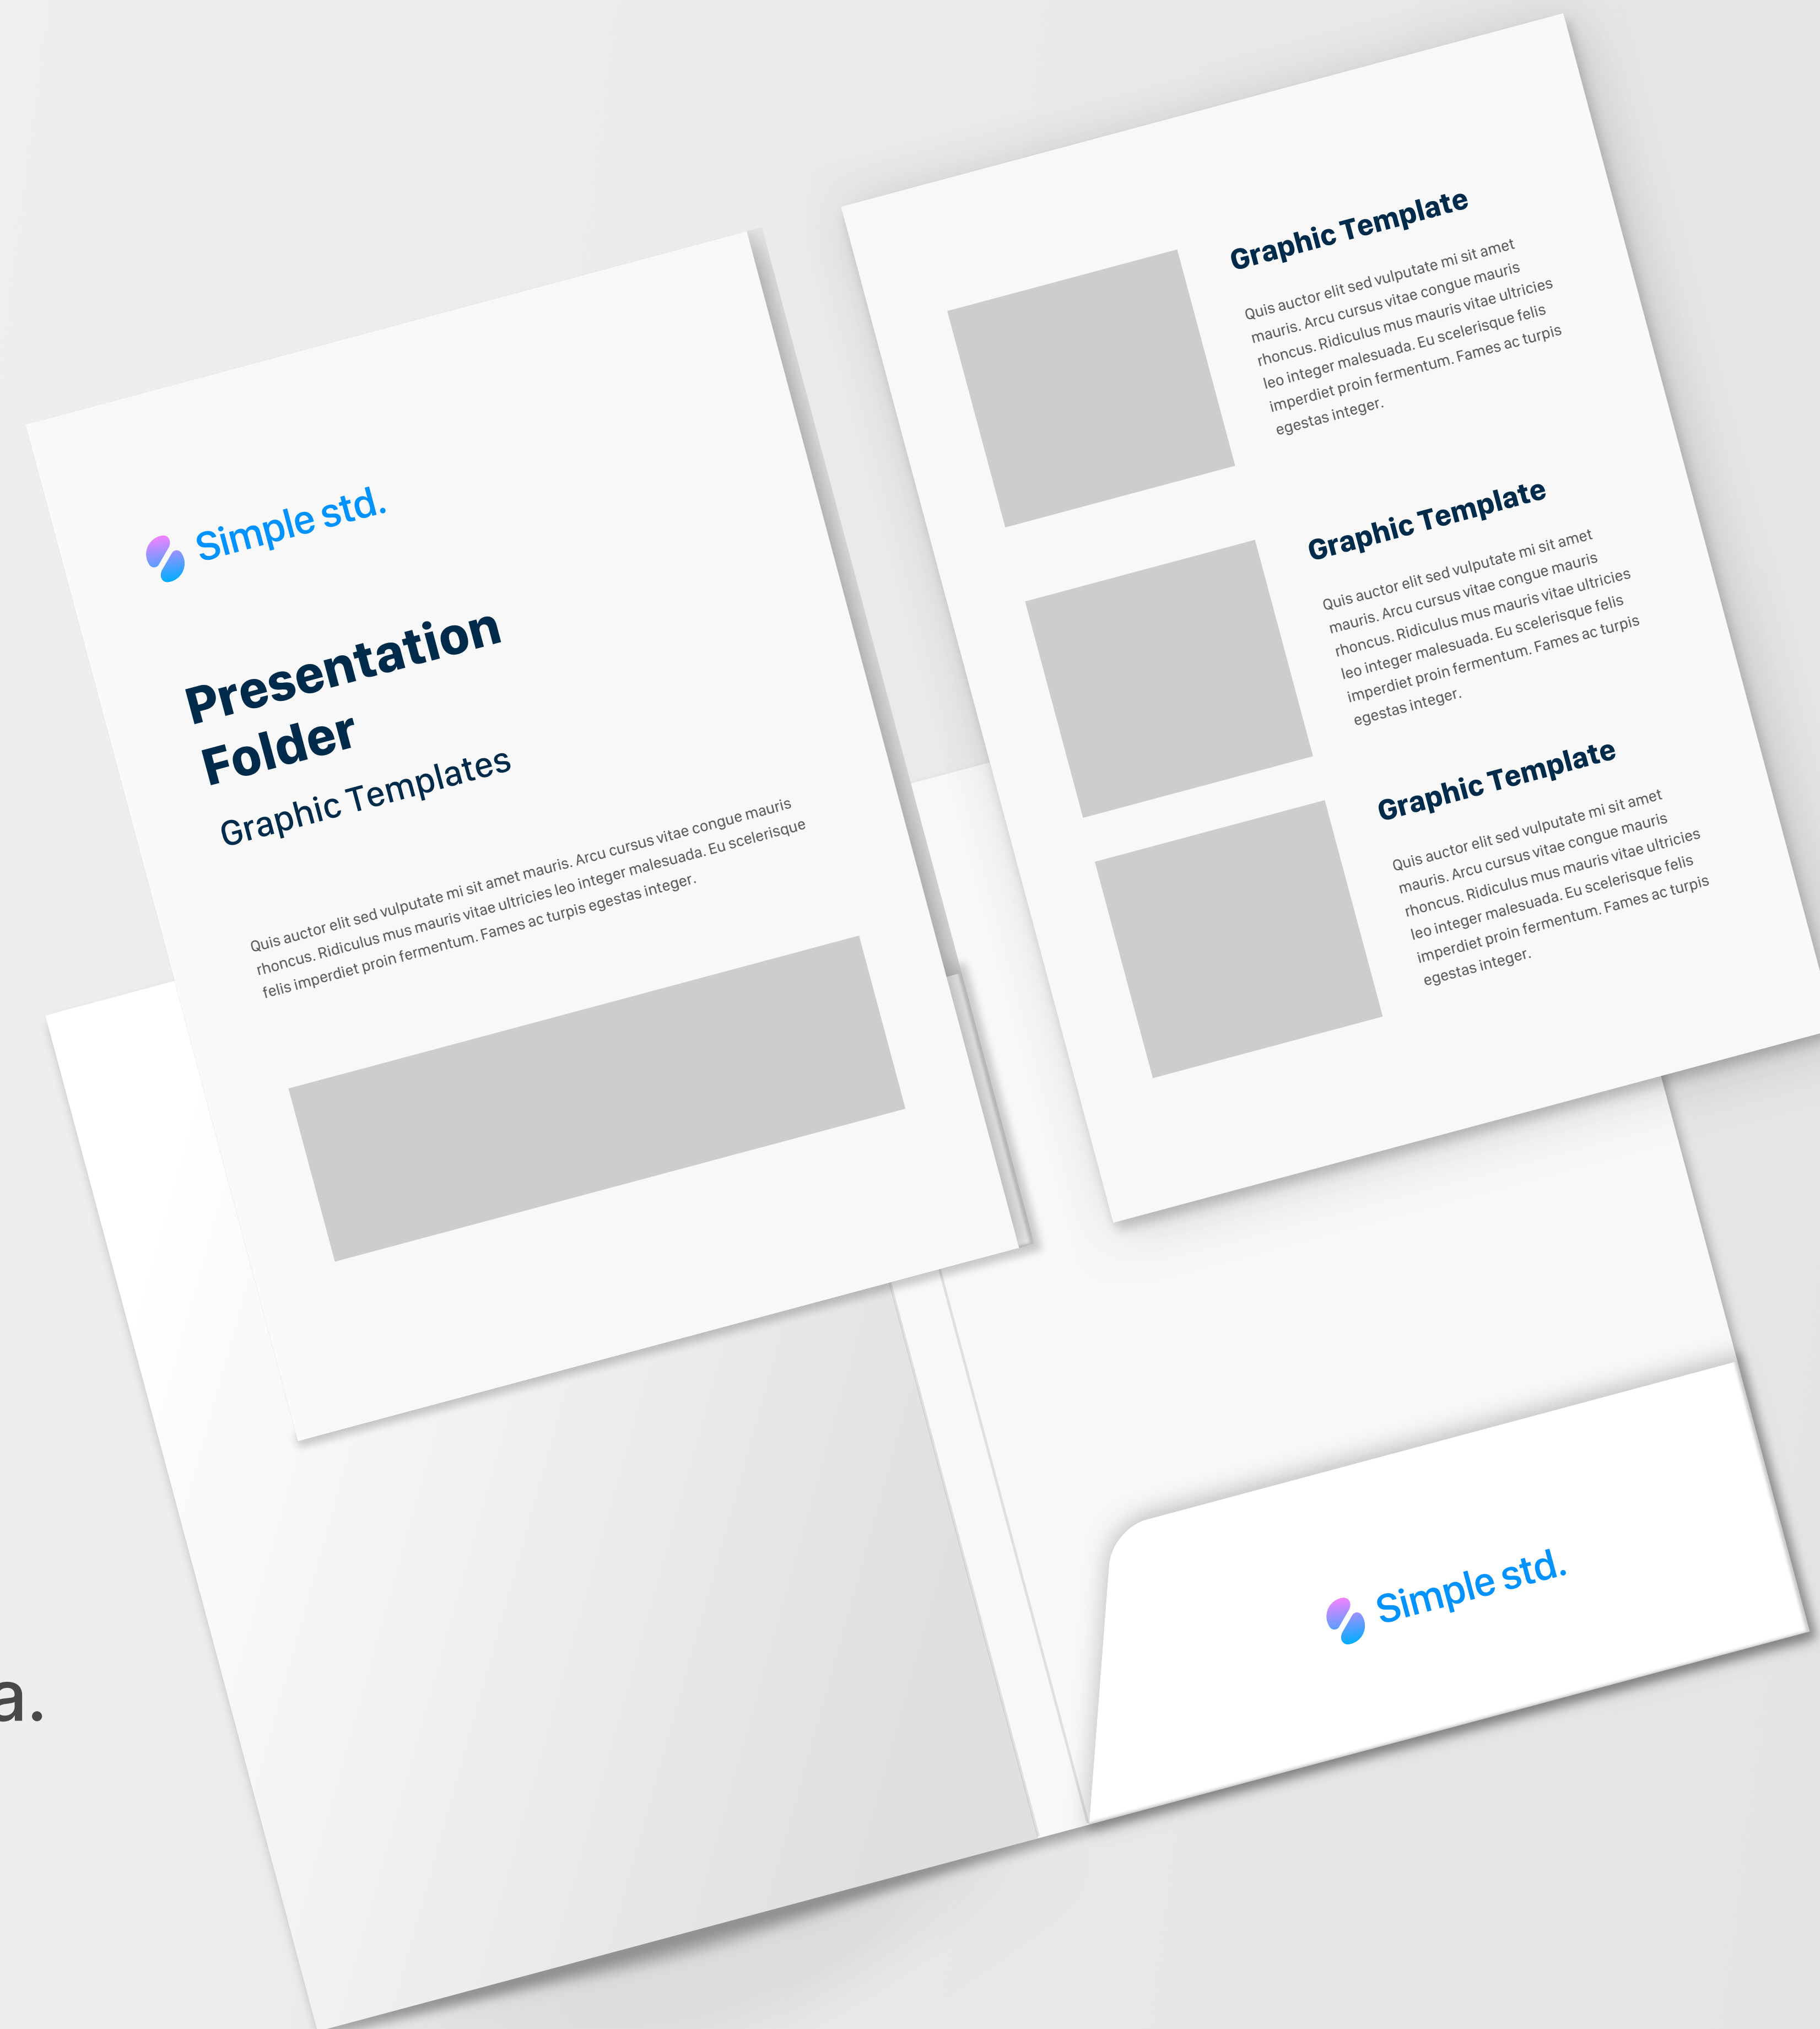 Simple std.
Presentation
Folder
Graphic Templates
Quis auctor elit sed vulputate mi sit amet mauris. Arcu cursus vitae congue mauris
rhoncus. Ridiculus mus mauris vitae ultricies leo integer malesuada. Eu scelerisque
felis imperdiet proin fermentum. Fames ac turpis egestas integer.
Graphic Template
Quis auctor elit sed vulputate mi sit amet
mauris. Arcu cursus vitae congue mauris
rhoncus. Ridiculus mus mauris vitae ultricies
leo integer malesuada. Eu scelerisque felis
imperdiet proin fermentum. Fames ac turpis
egestas integer.
Graphic Template
Quis auctor elit sed vulputate mi sit amet
mauris. Arcu cursus vitae congue mauris
rhoncus. Ridiculus mus mauris vitae ultricies
leo integer malesuada. Eu scelerisque felis
imperdiet proin fermentum. Fames ac turpis
egestas integer.
Graphic Template
Quis auctor elit sed vulputate mi sit amet
mauris. Arcu cursus vitae congue mauris
rhoncus. Ridiculus mus mauris vitae ultricies
leo integer malesuada. Eu scelerisque felis
imperdiet proin fermentum. Fames ac turpis
egestas integer.
Simple std.